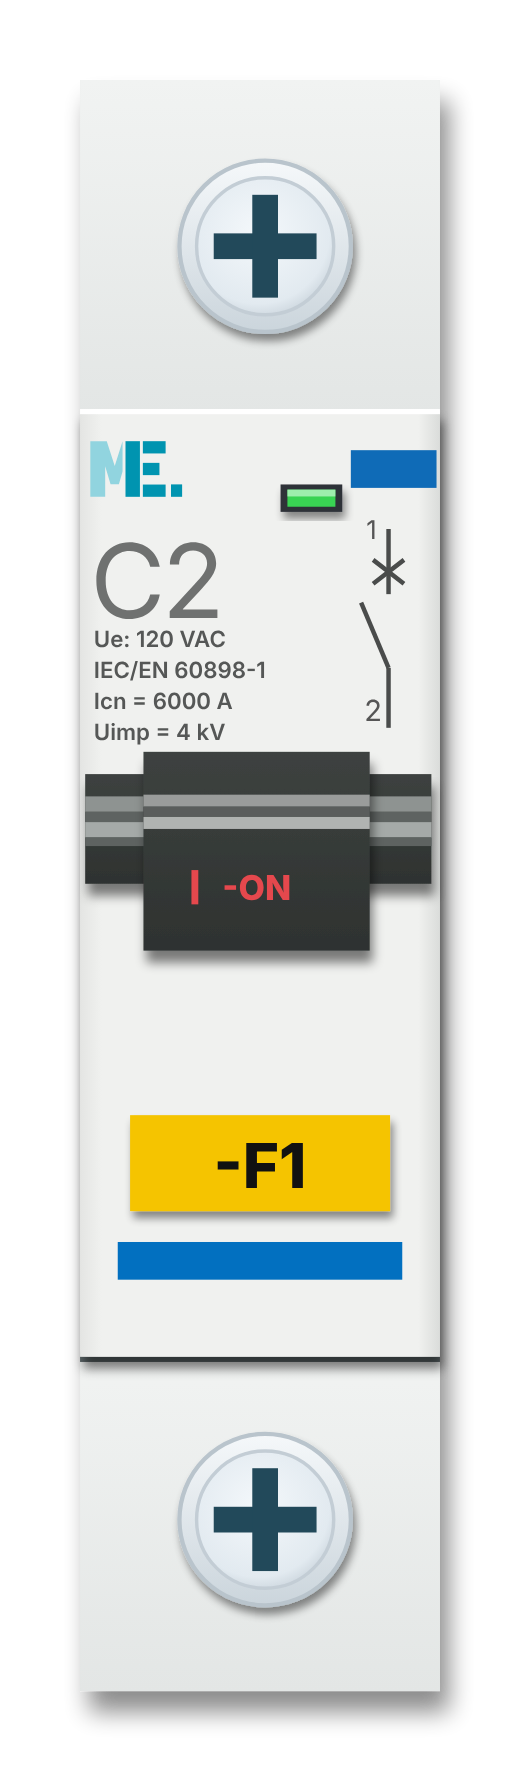 ME.
C2
1
Ue: 120 VAC
IEC/EN 60898-1
Icn = 6000 A
Uimp = 4 kV
2
| -ON
-F1